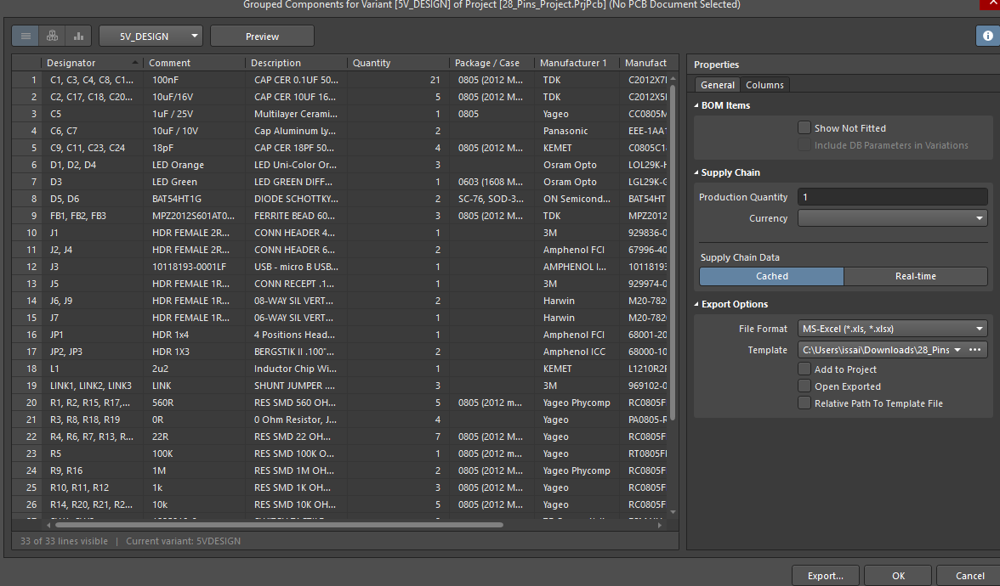 Grouped Components for Variant [5V_DESIGN] of Project [28_Pins_Project.PrjPcb] (No PCB Document Selected)
5V_DESIGN Preview
Designator Comment Description Quantity Package / Case Manufacturer 1 Manufact
1 C1, C3, C4, C8, C1... 100nF CAP CER 0.1UF 50... 21 0805 (2012 M... TDK C2012X7
2 C2, C17, C18, C20... 10uF/16V CAP CER 10UF 16... 5 0805 (2012 M... TDK C2012X5
3 C5 1uF / 25V Multilayer Cerami... 1 0805 Yageo CC0805M
4 C6, C7 10uF / 10V Cap Aluminum Ly... 2 Panasonic EEE-1AA1
5 C9, C11, C23, C24 18pF CAP CER 18PF 50... 4 0805 (2012 M... KEMET C0805C1
6 D1, D2, D4 LED Orange LED Uni-Color Or... 3 Osram Opto LOL29K-H
7 D3 LED Green LED GREEN DIFF... 1 0603 (1608 M... Osram Opto LGL29K-G
8 D5, D6 BAT54HT1G DIODE SCHOTTKY... 2 SC-76, SOD-3... ON Semicond... BAT54HT
9 FB1, FB2, FB3 MPZ2012S601AT0... FERRITE BEAD 60... 3 0805 (2012 M... TDK MPZ2012
10 J1 HDR FEMALE 2R... CONN HEADER 4... 1 3M 929836-0
11 J2, J4 HDR FEMALE 2R... CONN HEADER 6... 2 Amphenol FCI 67996-40
12 J3 10118193-0001LF USB - micro B USB... 1 AMPHENOL I... 1011819
13 J5 HDR FEMALE 1R... CONN RECEPT .1... 1 3M 929974-0
14 J6, J9 HDR FEMALE 1R... 08-WAY SIL VERT... 2 Harwin M20-782
15 J7 HDR FEMALE 1R... 06-WAY SIL VERT... 1 Harwin M20-782
16 JP1 HDR 1x4 4 Positions Head... 1 Amphenol FCI 68001-20
17 JP2, JP3 HDR 1X3 BERGSTIK II .100"... 2 Amphenol ICC 68000-10
18 L1 2u2 Inductor Chip Wi... 1 KEMET L1210R2
19 LINK1, LINK2, LINK3 LINK SHUNT JUMPER .... 3 3M 969102-0
20 R1, R2, R15, R17,... 560R RES SMD 560 OH... 5 0805 (2012 m... Yageo Phycomp RC0805F
21 R3, R8, R18, R19 0R 0 Ohm Resistor, J... 4 Yageo PA0805-R
22 R4, R6, R7, R13, R... 22R RES SMD 22 OH... 7 0805 (2012 M... Yageo RC0805F
23 R5 100K RES SMD 100K O... 1 0805 (2012 m... Yageo RT0805F
24 R9, R16 1M RES SMD 1M OH... 2 0805 (2012 M... Yageo Phycomp RC0805F
25 R10, R11, R12 1k RES SMD 1K OH... 3 0805 (2012 M... Yageo RC0805F
26 R14, R20, R21, R2... 10k RES SMD 10K OH... 5 0805 (2012 M... Yageo RC0805F
33 of 33 lines visible | Current variant: 5VDESIGN
Properties
General Columns
BOM Items
Show Not Fitted
Include DB Parameters in Variations
Supply Chain
Production Quantity 1
Currency
Supply Chain Data
Cached Real-time
Export Options
File Format MS-Excel (*.xls, *.xlsx)
Template C:\Users\issai\Downloads\28_Pins
Add to Project
Open Exported
Relative Path To Template File
Export... OK Cancel